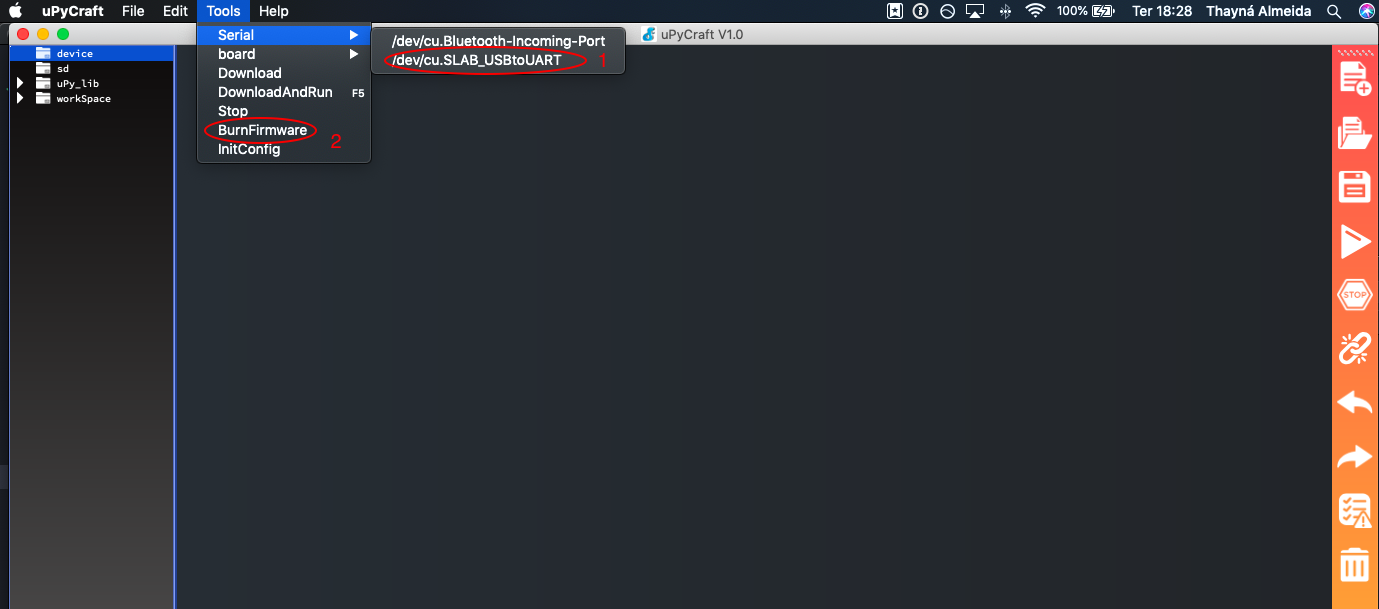 uPyCraft File Edit Tools Help 100% Ter 18:28 Thayná Almeida
uPyCraft V1.0
device
sd
uPy_lib
workSpace
Serial
board
Download
DownloadAndRun F5
Stop
BurnFirmware 2
InitConfig
/dev/cu.Bluetooth-Incoming-Port
/dev/cu.SLAB_USBtoUART 1
STOP